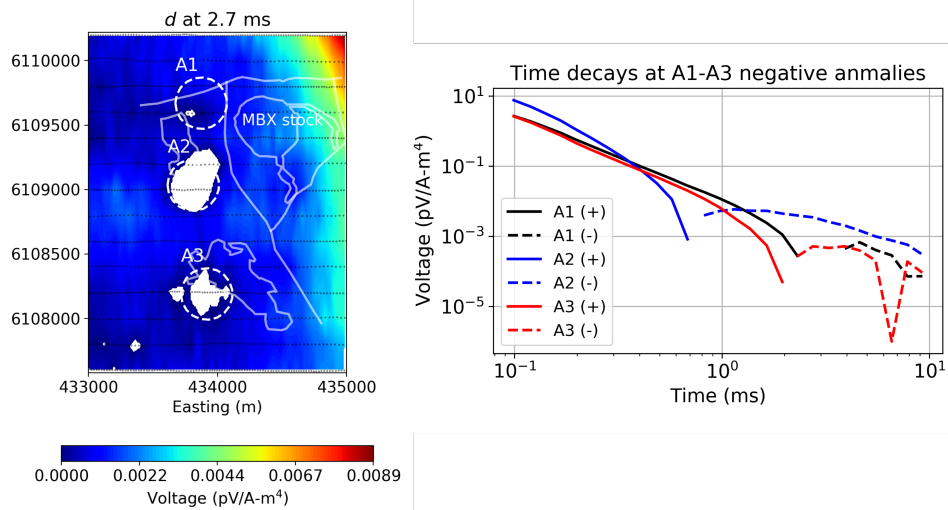 d at 2.7 ms
6110000
6109500
6109000
6108500
6108000
A1
MBX stock
A2
A3
433000 434000 435000
Easting (m)
0.0000 0.0022 0.0044 0.0067 0.0089
Voltage (pV/A-m⁴)
Time decays at A1-A3 negative anmalies
Voltage (pV/A-m⁴)
10¹
10⁻¹
10⁻³
10⁻⁵
A1 (+)
A1 (-)
A2 (+)
A2 (-)
A3 (+)
A3 (-)
10⁻¹ 10⁰ 10¹
Time (ms)